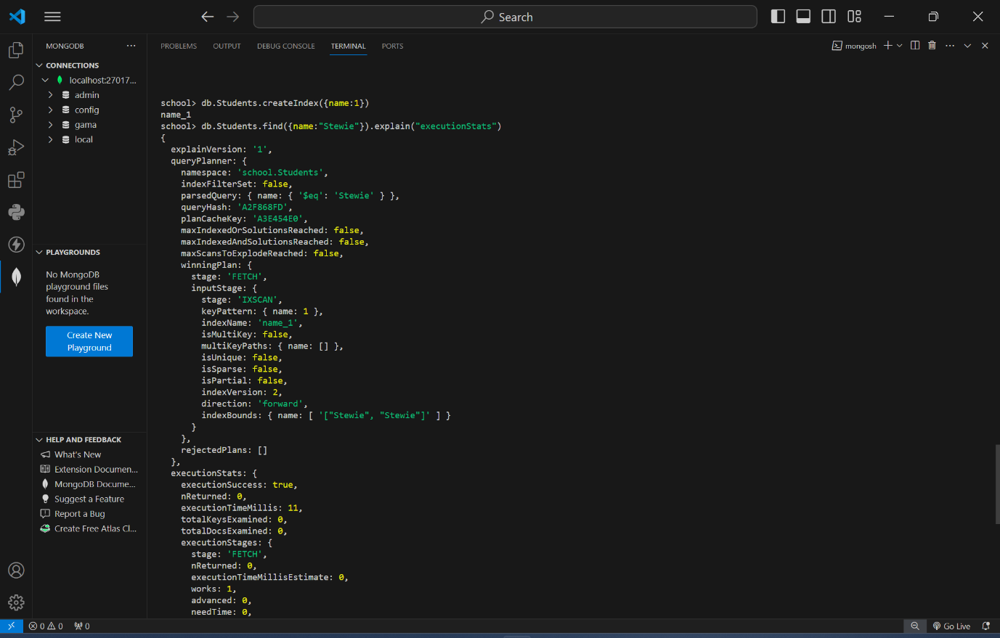 Search
MONGODB
CONNECTIONS
localhost:27017...
admin
config
gama
local
PLAYGROUNDS
No MongoDB
playground files
found in the
workspace.
Create New
Playground
HELP AND FEEDBACK
What's New
Extension Documen...
MongoDB Docume...
Suggest a Feature
Report a Bug
Create Free Atlas Cl...
PROBLEMS OUTPUT DEBUG CONSOLE TERMINAL PORTS
mongosh
school> db.Students.createIndex({name:1})
name_1
school> db.Students.find({name:"Stewie"}).explain("executionStats")
{
  explainVersion: '1',
  queryPlanner: {
    namespace: 'school.Students',
    indexFilterSet: false,
    parsedQuery: { name: { '$eq': 'Stewie' } },
    queryHash: 'A2F868FD',
    planCacheKey: 'A3E454E0',
    maxIndexedOrSolutionsReached: false,
    maxIndexedAndSolutionsReached: false,
    maxScansToExplodeReached: false,
    winningPlan: {
      stage: 'FETCH',
      inputStage: {
        stage: 'IXSCAN',
        keyPattern: { name: 1 },
        indexName: 'name_1',
        isMultiKey: false,
        multiKeyPaths: { name: [] },
        isUnique: false,
        isSparse: false,
        isPartial: false,
        indexVersion: 2,
        direction: 'forward',
        indexBounds: { name: [ '["Stewie", "Stewie"]' ] }
      }
    },
    rejectedPlans: []
  },
  executionStats: {
    executionSuccess: true,
    nReturned: 0,
    executionTimeMillis: 11,
    totalKeysExamined: 0,
    totalDocsExamined: 0,
    executionStages: {
      stage: 'FETCH',
      nReturned: 0,
      executionTimeMillisEstimate: 0,
      works: 1,
      advanced: 0,
      needTime: 0,
0 0 0 Go Live